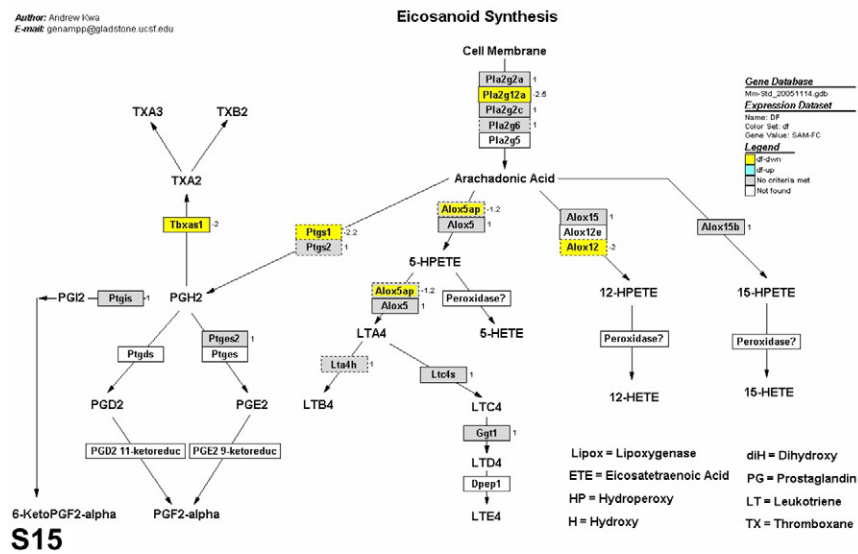 Author: Andrew Kwa
E-mail: genampp@gladstone.ucsf.edu
Eicosanoid Synthesis
Cell Membrane
Pla2g2a 1
Pla2g12a -2.5
Pla2g2c 1
Pla2g6 1
Pla2g5
Gene Database
Mm-Std_20051114.gdb
Expression Dataset
Name: DF
Color Set: df
Gene Value: SAM-FC
Legend
df-dwn
df-up
No criteria met
Not found
TXA3
TXB2
TXA2
Arachadonic Acid
Tbxas1 -2
Ptgs1 -2.2
Ptgs2 1
Alox5ap -1.2
Alox5 1
Alox15 1
Alox12e
Alox12 -2
Alox15b 1
5-HPETE
PGI2
Ptgis -1
PGH2
Alox5ap -1.2
Alox5 1
Peroxidase?
12-HPETE
15-HPETE
LTA4
5-HETE
Peroxidase?
Peroxidase?
Ptgds
Ptges2 1
Ptges
Lta4h 1
Ltc4s 1
PGD2
PGE2
LTB4
LTC4
12-HETE
15-HETE
Ggt1 1
PGD2 11-ketoreduc
PGE2 9-ketoreduc
LTD4
Dpep1
LTE4
6-KetoPGF2-alpha
PGF2-alpha
Lipox = Lipoxygenase
ETE = Eicosatetraenoic Acid
HP = Hydroperoxy
H = Hydroxy
diH = Dihydroxy
PG = Prostaglandin
LT = Leukotriene
TX = Thromboxane
S15